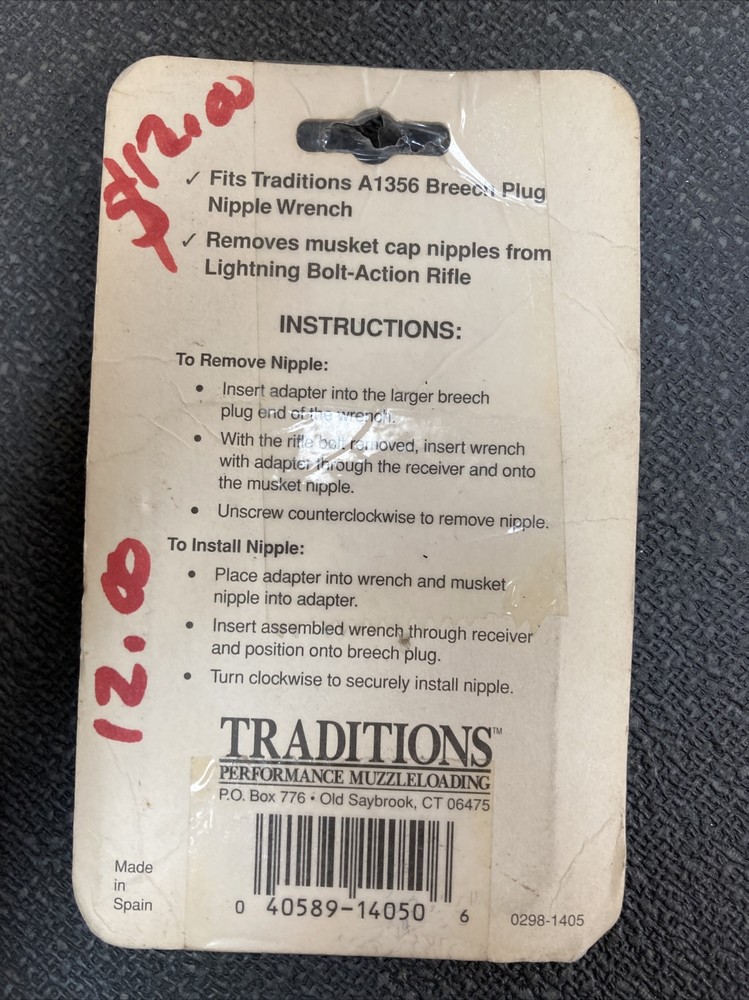 $12.00
✓ Fits Traditions A1356 Breech Plug
Nipple Wrench
✓ Removes musket cap nipples from
Lightning Bolt-Action Rifle
INSTRUCTIONS:
To Remove Nipple:
• Insert adapter into the larger breech
plug end of the wrench.
• With the rifle bolt removed, insert wrench
with adapter through the receiver and onto
the musket nipple.
• Unscrew counterclockwise to remove nipple.
To Install Nipple:
• Place adapter into wrench and musket
nipple into adapter.
• Insert assembled wrench through receiver
and position onto breech plug.
• Turn clockwise to securely install nipple.
12.00
TRADITIONS™
PERFORMANCE MUZZLELOADING
P.O. Box 776 • Old Saybrook, CT 06475
Made
in
Spain
0 40589-14050 6
0298-1405